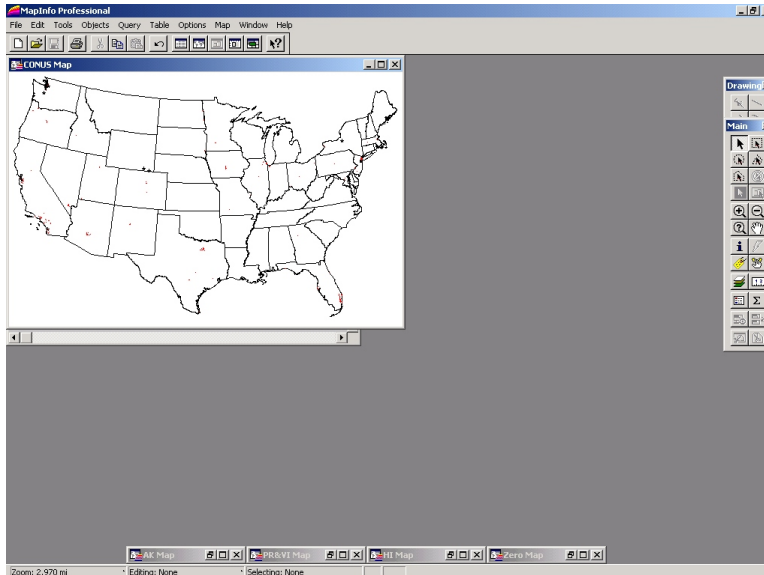 MapInfo Professional
File Edit Tools Objects Query Table Options Map Window Help
CONUS Map
Drawing
Main
AK Map
PR&VI Map
HI Map
Zero Map
Zoom: 2,970 mi
Editing: None
Selecting: None